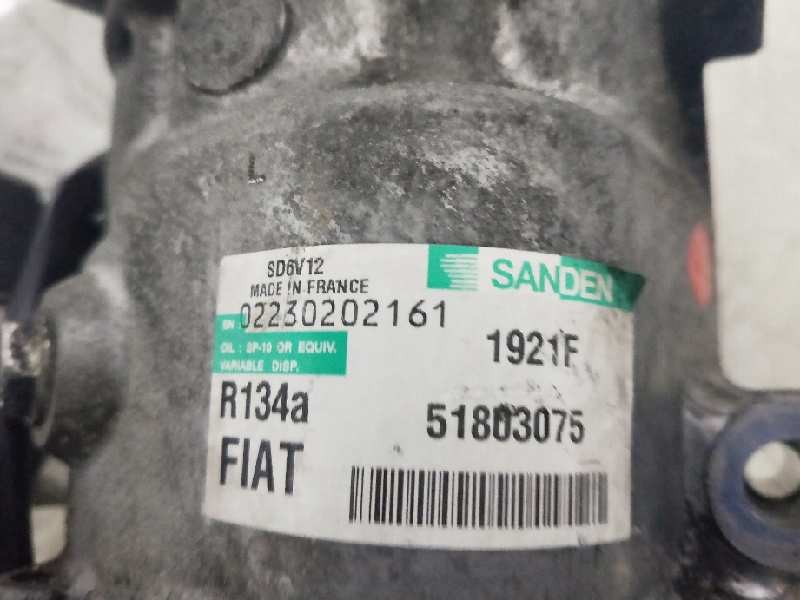 L
SD6V12
MADE IN FRANCE
SANDEN
SN 02230202161
OIL : SP-10 OR EQUIV.
VARIABLE DISP.
1921F
R134a
51803075
FIAT